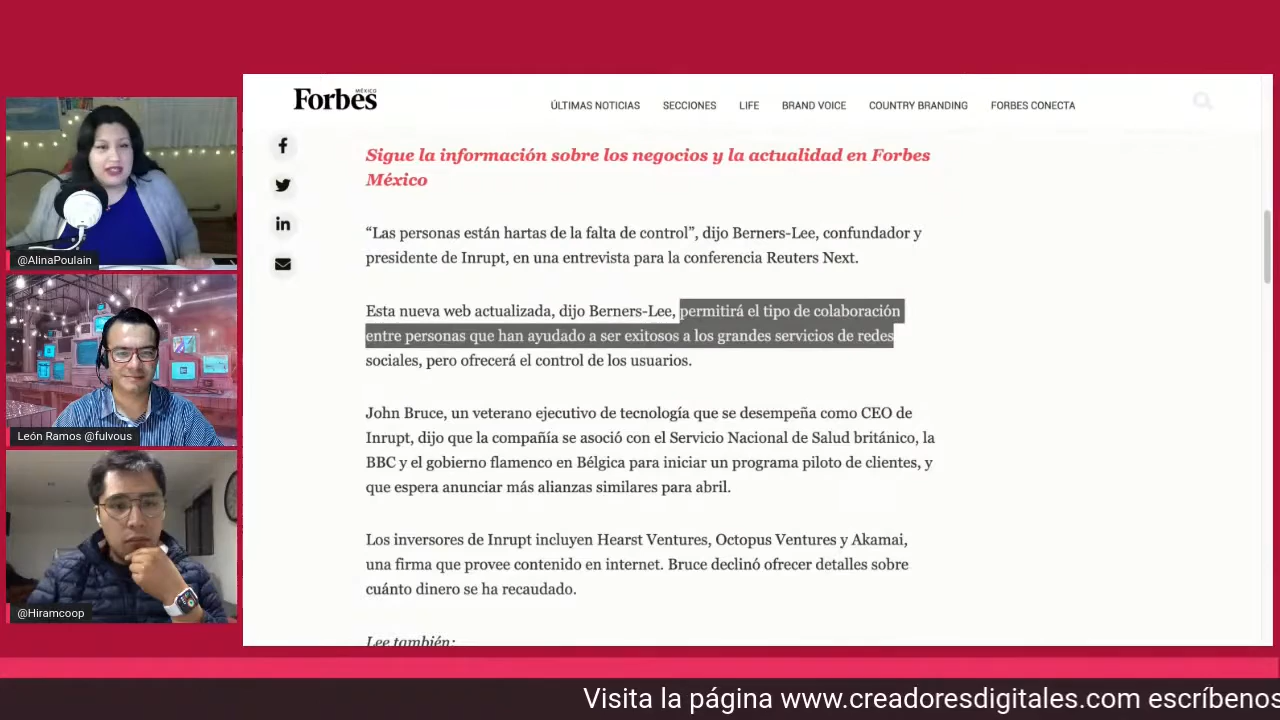 Forbes
MÉXICO
ÚLTIMAS NOTICIAS SECCIONES LIFE BRAND VOICE COUNTRY BRANDING FORBES CONECTA
Sigue la información sobre los negocios y la actualidad en Forbes
México
“Las personas están hartas de la falta de control”, dijo Berners-Lee, confundador y
presidente de Inrupt, en una entrevista para la conferencia Reuters Next.
Esta nueva web actualizada, dijo Berners-Lee, permitirá el tipo de colaboración
entre personas que han ayudado a ser exitosos a los grandes servicios de redes
sociales, pero ofrecerá el control de los usuarios.
John Bruce, un veterano ejecutivo de tecnología que se desempeña como CEO de
Inrupt, dijo que la compañía se asoció con el Servicio Nacional de Salud británico, la
BBC y el gobierno flamenco en Bélgica para iniciar un programa piloto de clientes, y
que espera anunciar más alianzas similares para abril.
Los inversores de Inrupt incluyen Hearst Ventures, Octopus Ventures y Akamai,
una firma que provee contenido en internet. Bruce declinó ofrecer detalles sobre
cuánto dinero se ha recaudado.
Lee también:
@AlinaPoulain
León Ramos @fulvous
@Hiramcoop
Visita la página www.creadoresdigitales.com escríbenos